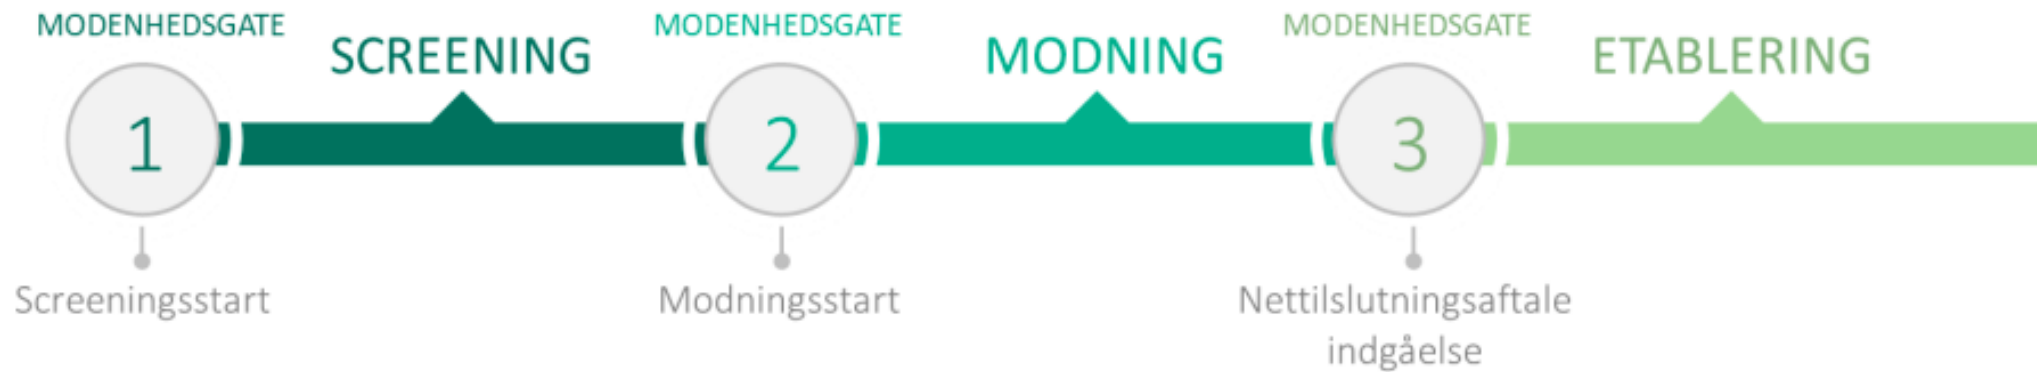 MODENHEDSGATE
SCREENING
MODENHEDSGATE
MODNING
MODENHEDSGATE
ETABLERING
1
2
3
Screeningsstart
Modningsstart
Nettilslutningsaftale
indgåelse